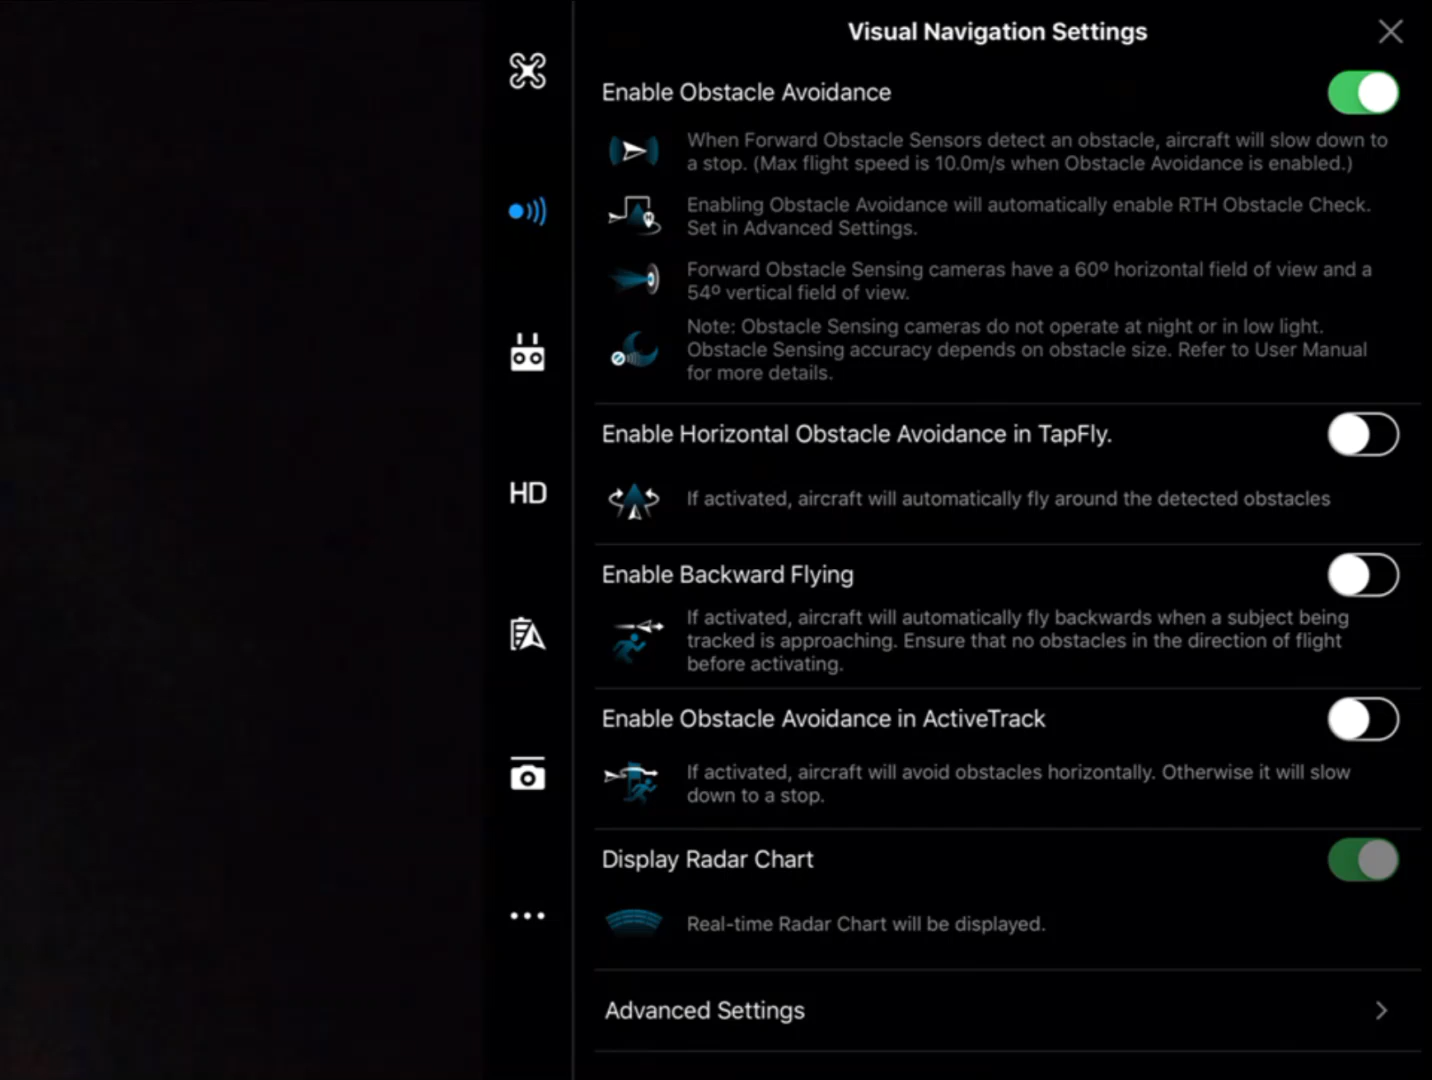 Visual Navigation Settings
Enable Obstacle Avoidance
When Forward Obstacle Sensors detect an obstacle, aircraft will slow down to
a stop. (Max flight speed is 10.0m/s when Obstacle Avoidance is enabled.)
Enabling Obstacle Avoidance will automatically enable RTH Obstacle Check.
Set in Advanced Settings.
Forward Obstacle Sensing cameras have a 60º horizontal field of view and a
54º vertical field of view.
Note: Obstacle Sensing cameras do not operate at night or in low light.
Obstacle Sensing accuracy depends on obstacle size. Refer to User Manual
for more details.
Enable Horizontal Obstacle Avoidance in TapFly.
HD
If activated, aircraft will automatically fly around the detected obstacles
Enable Backward Flying
If activated, aircraft will automatically fly backwards when a subject being
tracked is approaching. Ensure that no obstacles in the direction of flight
before activating.
Enable Obstacle Avoidance in ActiveTrack
If activated, aircraft will avoid obstacles horizontally. Otherwise it will slow
down to a stop.
Display Radar Chart
Real-time Radar Chart will be displayed.
Advanced Settings